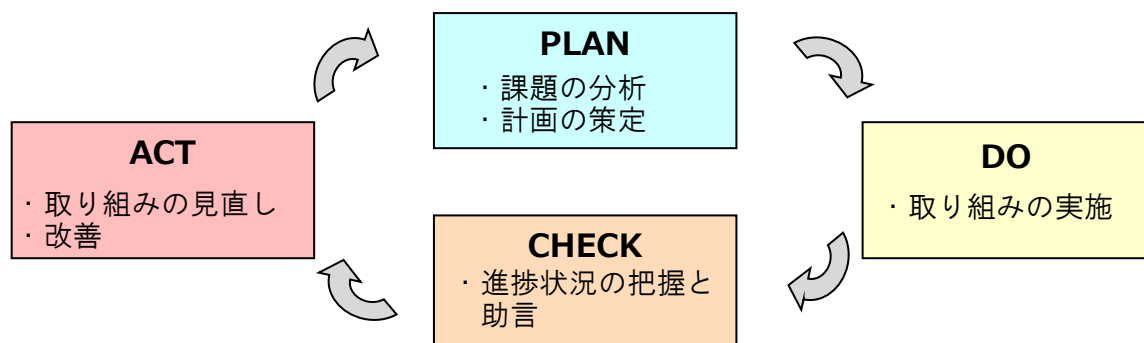 PLAN
・課題の分析
・計画の策定
DO
・取り組みの実施
CHECK
・進捗状況の把握と
助言
ACT
・取り組みの見直し
・改善